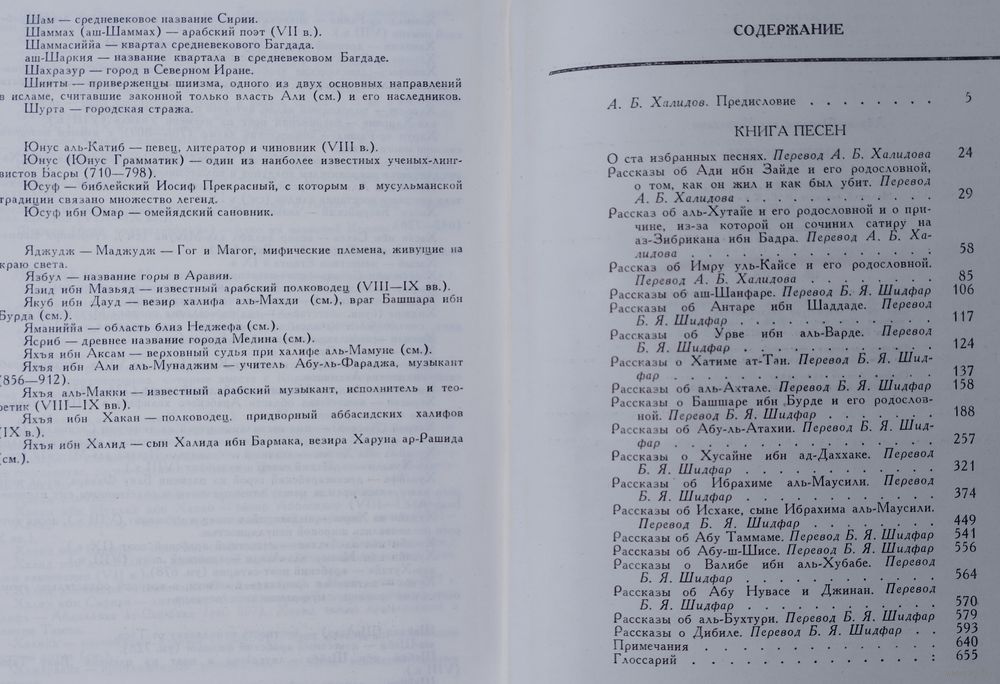 Шам — средневековое название Сирии.
Шаммах (аш-Шаммах) — арабский поэт (VII в.).
Шаммасиййа — квартал средневекового Багдада.
аш-Шаркия — название квартала в средневековом Багдаде.
Шахразур — город в Северном Иране.
Шииты — приверженцы шиизма, одного из двух основных направлений
в исламе, считавшие законной только власть Али (см.) и его наследников.
Шурта — городская стража.
Юнус аль-Катиб — певец, литератор и чиновник (VIII в.).
Юнус (Юнус Грамматик) — один из наиболее известных ученых-линг-
вистов Басры (710—798).
Юсуф — библейский Иосиф Прекрасный, с которым в мусульманской
традиции связано множество легенд.
Юсуф ибн Омар — омейядский сановник.
Яджудж — Маджудж — Гог и Магог, мифические племена, живущие на
краю света.
Язбул — название горы в Аравии.
Язид ибн Мазьяд — известный арабский полководец (VIII—IX вв.).
Якуб ибн Дауд — везир халифа аль-Махди (см.), враг Башшара ибн
Бурда (см.).
Яманиййа — область близ Неджефа (см.).
Ясриб — древнее название города Медина (см.).
Яхъя ибн Аксам — верховный судья при халифе аль-Мамуне (см.).
Яхъя ибн Али аль-Мунаджим — учитель Абу-ль-Фараджа, музыкант
(856—912).
Яхъя аль-Макки — известный арабский музыкант, исполнитель и тео-
ретик (VIII—IX вв.).
Яхъя ибн Хакан — полководец, придворный аббасидских халифов
(IX в.).
Яхъя ибн Халид — сын Халида ибн Бармака, везира Харуна ар-Рашида
(см.).
СОДЕРЖАНИЕ
А. Б. Халидов. Предисловие . . . . . . . . 5
КНИГА ПЕСЕН
О ста избранных песнях. Перевод А. Б. Халидова 24
Рассказы об Ади ибн Зайде и его родословной,
о том, как он жил и как был убит. Перевод
А. Б. Халидова . . . . . . . . . . . 29
Рассказ об аль-Хутайе и его родословной и о при-
чине, из-за которой он сочинил сатиру на
аз-Зибрикана ибн Бадра. Перевод А. Б. Ха-
лидова . . . . . . . . . . . . . 58
Рассказ об Имру уль-Кайсе и его родословной.
Перевод А. Б. Халидова . . . . . . . . 85
Рассказы об аш-Шанфаре. Перевод Б. Я. Шидфар 106
Рассказы об Антаре ибн Шаддаде. Перевод
Б. Я. Шидфар . . . . . . . . . . . 117
Рассказы об Урве ибн аль-Варде. Перевод
Б. Я. Шидфар . . . . . . . . . . . 124
Рассказы о Хатиме ат-Таи. Перевод Б. Я. Шид-
фар . . . . . . . . . . . . . . 137
Рассказы об аль-Ахтале. Перевод Б. Я. Шидфар 158
Рассказы о Башшаре ибн Бурде и его родослов-
ной. Перевод Б. Я. Шидфар . . . . . . 188
Рассказы об Абу-ль-Атахии. Перевод Б. Я. Шид-
фар . . . . . . . . . . . . . . 257
Рассказы о Хусайне ибн ад-Даххаке. Перевод
Б. Я. Шидфар . . . . . . . . . . . 321
Рассказы об Ибрахиме аль-Маусили. Перевод
Б. Я. Шидфар . . . . . . . . . . . 374
Рассказы об Исхаке, сыне Ибрахима аль-Маусили.
Перевод Б. Я. Шидфар . . . . . . . . 449
Рассказы об Абу Таммаме. Перевод Б. Я. Шидфар 541
Рассказы об Абу-ш-Шисе. Перевод Б. Я. Шидфар 556
Рассказы о Валибе ибн аль-Хубабе. Перевод
Б. Я. Шидфар . . . . . . . . . . . 564
Рассказы об Абу Нувасе и Джинан. Перевод
Б. Я. Шидфар . . . . . . . . . . . 570
Рассказы об аль-Бухтури. Перевод Б. Я. Шидфар 579
Рассказы о Дибиле. Перевод Б. Я. Шидфар . . 593
Примечания . . . . . . . . . . . . . 640
Глоссарий . . . . . . . . . . . . . : 655